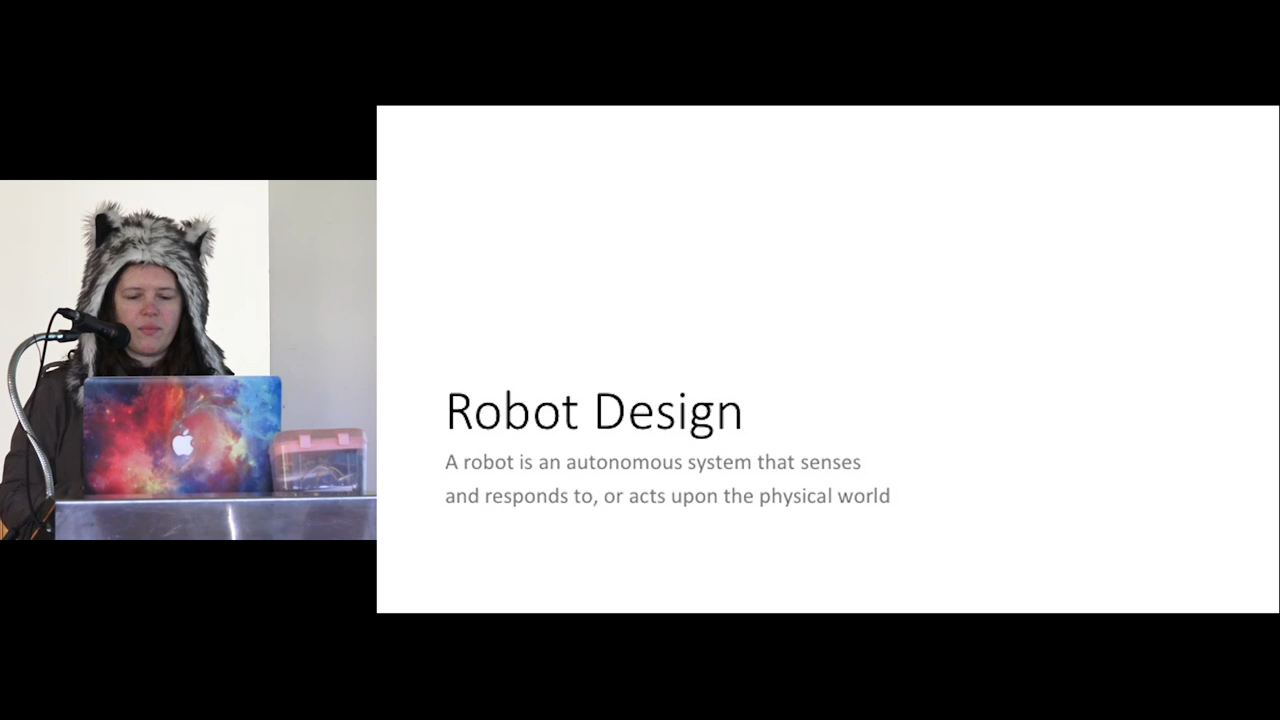 Robot Design
A robot is an autonomous system that senses
and responds to, or acts upon the physical world